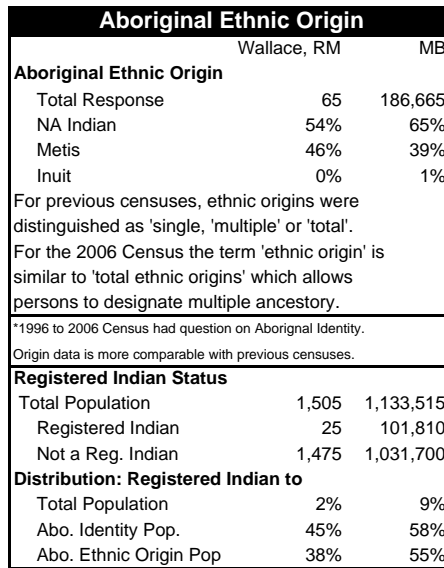 Aboriginal Ethnic Origin
Wallace, RM MB
Aboriginal Ethnic Origin
Total Response 65 186,665
NA Indian 54% 65%
Metis 46% 39%
Inuit 0% 1%
For previous censuses, ethnic origins were
distinguished as 'single, 'multiple' or 'total'.
For the 2006 Census the term 'ethnic origin' is
similar to 'total ethnic origins' which allows
persons to designate multiple ancestory.
*1996 to 2006 Census had question on Aborignal Identity.
Origin data is more comparable with previous censuses.
Registered Indian Status
Total Population 1,505 1,133,515
Registered Indian 25 101,810
Not a Reg. Indian 1,475 1,031,700
Distribution: Registered Indian to
Total Population 2% 9%
Abo. Identity Pop. 45% 58%
Abo. Ethnic Origin Pop 38% 55%